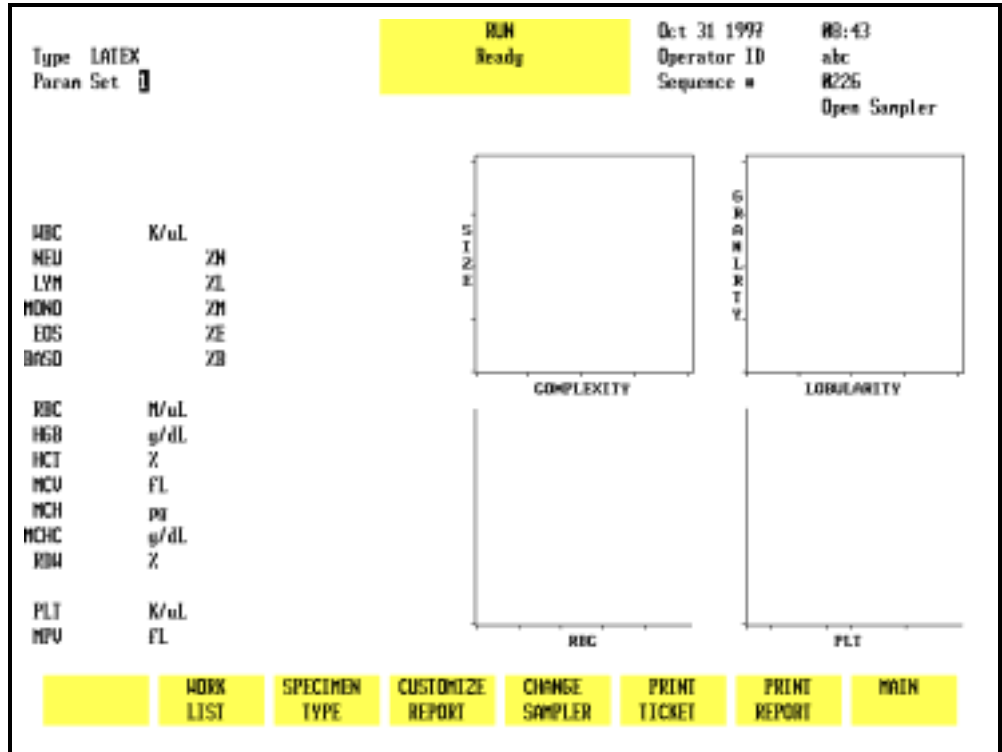 RUN
Ready
Oct 31 1997 08:43
Type LATEX
Operator ID abc
Param Set 1
Sequence # 0226
Open Sampler
WBC K/uL
NEU %N
LYM %L
MONO %M
EOS %E
BASO %B
SIZE
COMPLEXITY
GRANLRTY
LOBULARITY
RBC M/uL
HGB g/dL
HCT %
MCV fL
MCH pg
MCHC g/dL
RDW %
PLT K/uL
MPV fL
RBC
PLT
WORK LIST
SPECIMEN TYPE
CUSTOMIZE REPORT
CHANGE SAMPLER
PRINT TICKET
PRINT REPORT
MAIN